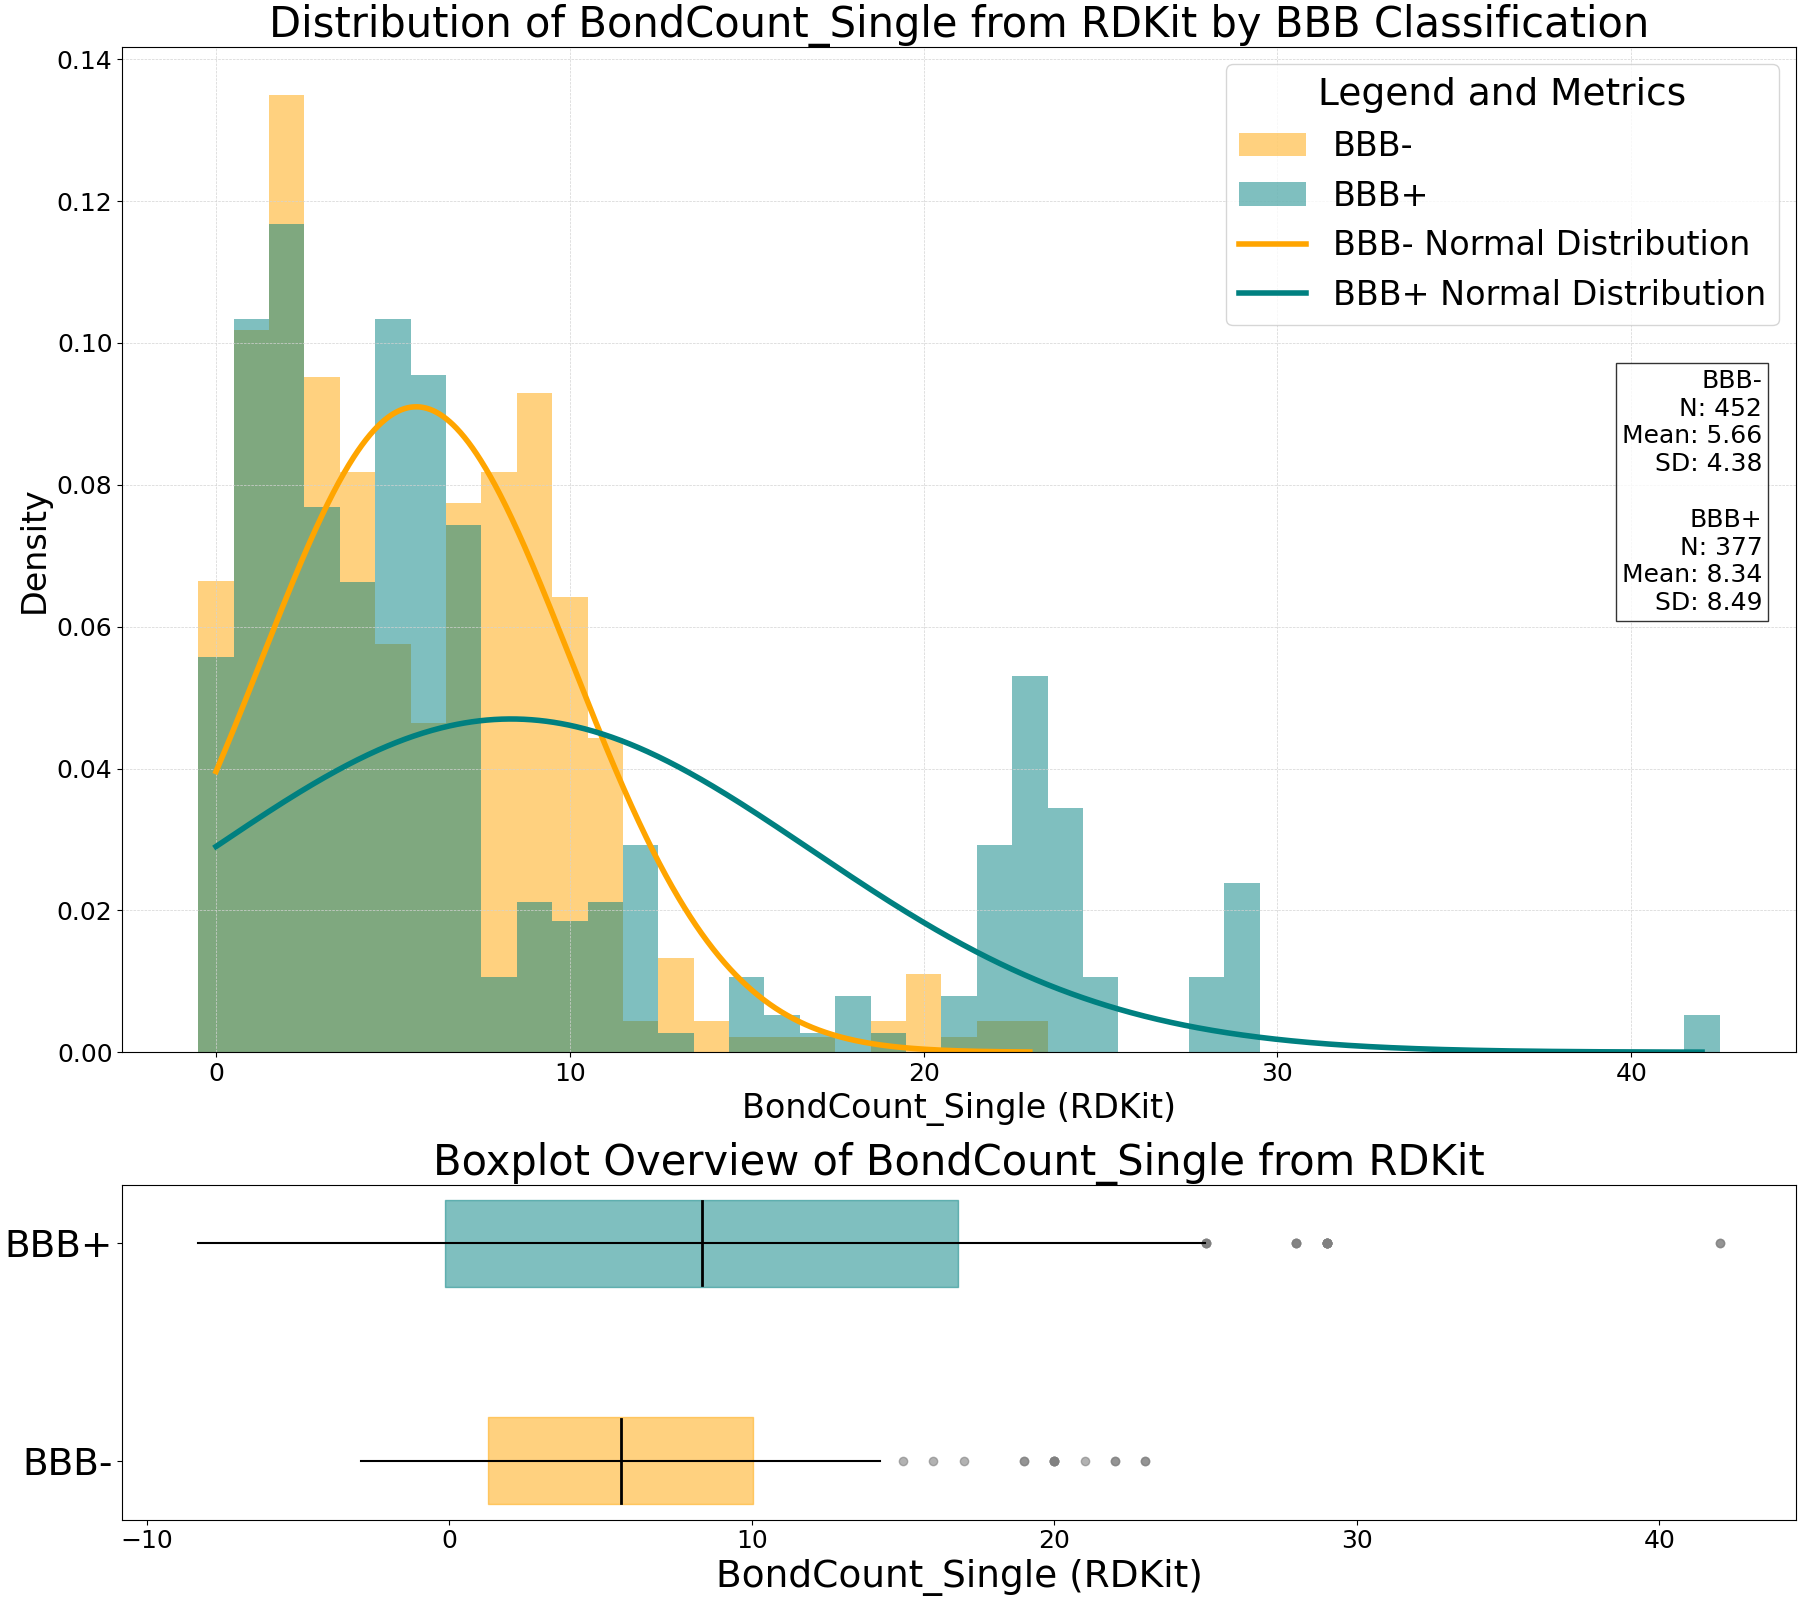 Distribution of BondCount_Single from RDKit by BBB Classification
0.14
0.12
0.10
0.08
0.06
0.04
0.02
0.00
Density
Legend and Metrics
BBB-
BBB+
BBB- Normal Distribution
BBB+ Normal Distribution
BBB-
N: 452
Mean: 5.66
SD: 4.38
BBB+
N: 377
Mean: 8.34
SD: 8.49
0 10 20 30 40
BondCount_Single (RDKit)
Boxplot Overview of BondCount_Single from RDKit
BBB+
BBB-
−10 0 10 20 30 40
BondCount_Single (RDKit)